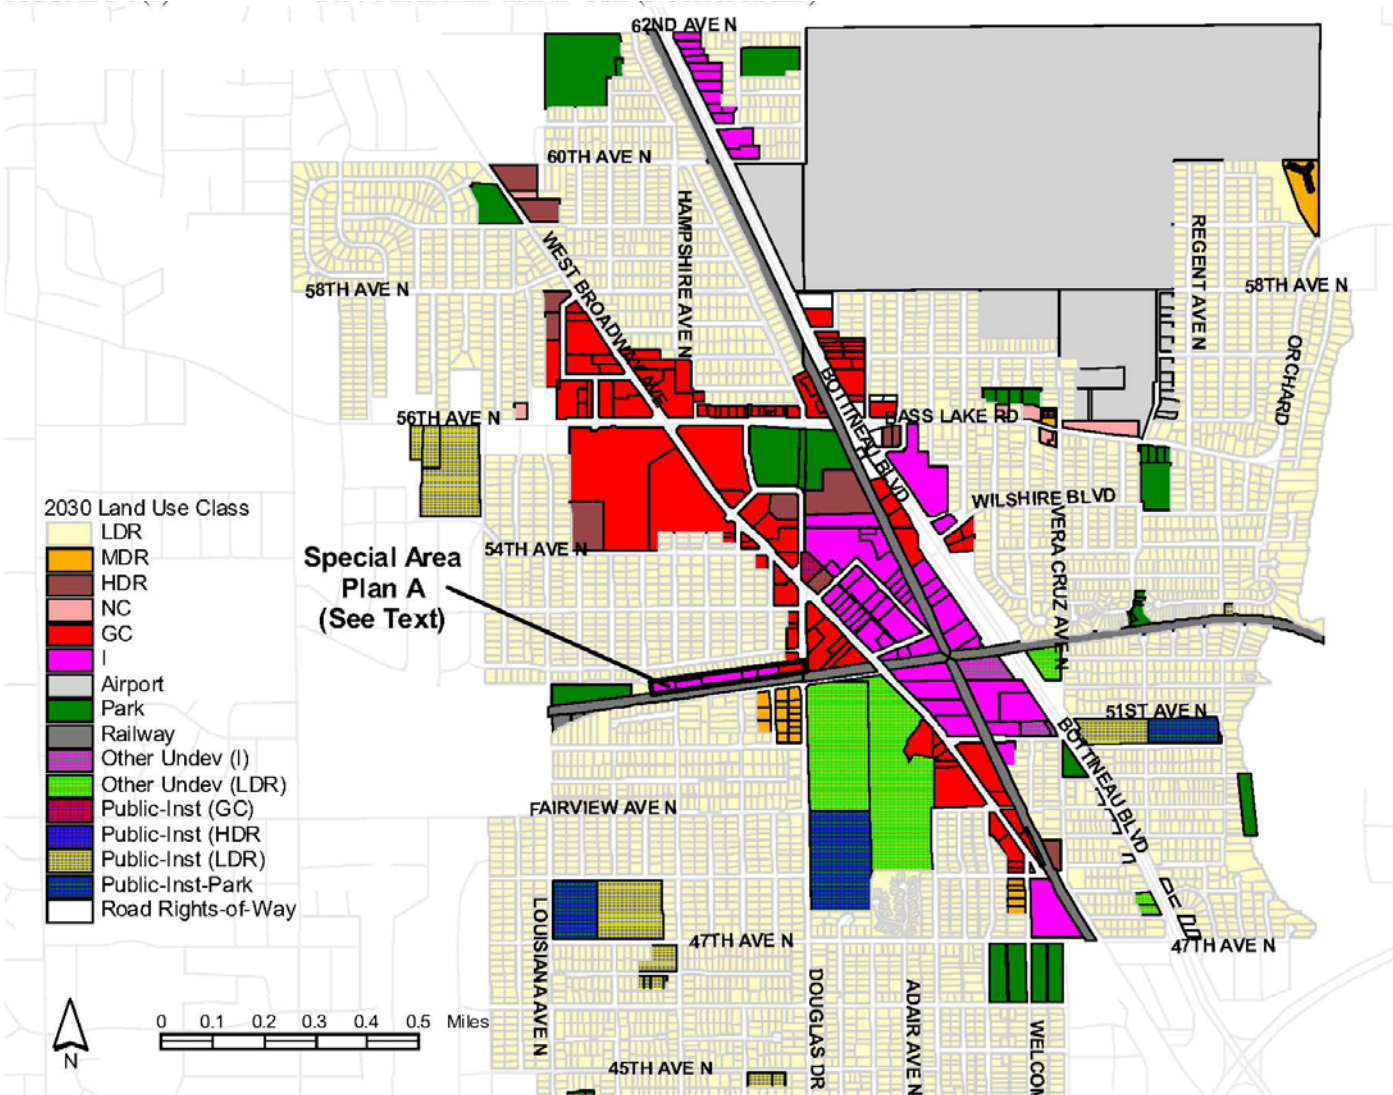 62ND AVE N
60TH AVE N
HAMPSHIRE AVE N
WEST BROADWAY AVE
58TH AVE N
REGENT AVE N
58TH AVE N
ORCHARD
BOTTINEAU BLVD
56TH AVE N
BASS LAKE RD
WILSHIRE BLVD
VERA CRUZ AVE N
54TH AVE N
Special Area
Plan A
(See Text)
2030 Land Use Class
LDR
MDR
HDR
NC
GC
I
Airport
Park
Railway
Other Undev (I)
Other Undev (LDR)
Public-Inst (GC)
Public-Inst (HDR
Public-Inst (LDR)
Public-Inst-Park
Road Rights-of-Way
51ST AVE N
BOTTINEAU BLVD
FAIRVIEW AVE N
LOUISIANA AVE N
47TH AVE N
47TH AVE N
DOUGLAS DR
ADAIR AVE N
WELCOM
45TH AVE N
0 0.1 0.2 0.3 0.4 0.5 Miles
N